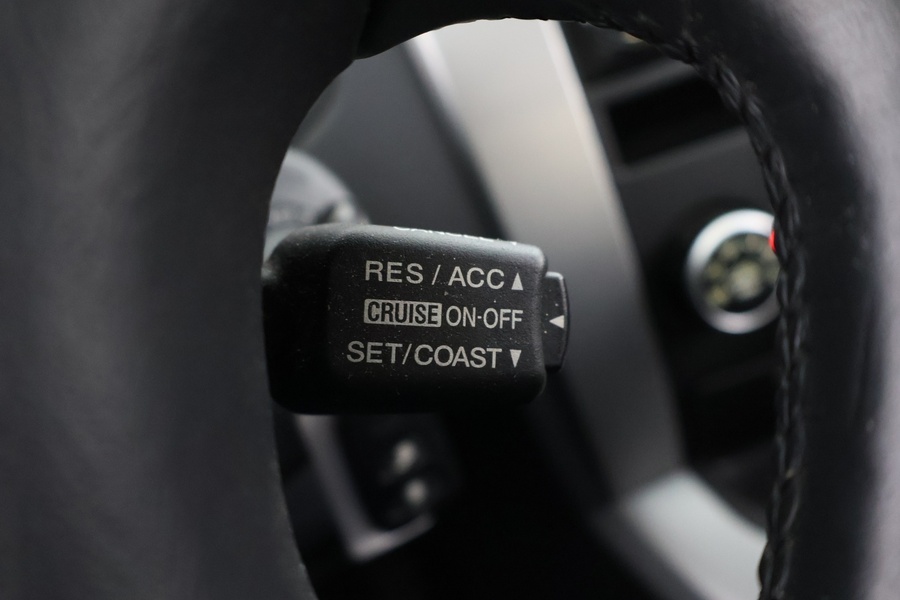 RES / ACC ▲
CRUISE ON-OFF ◄
SET/COAST ▼